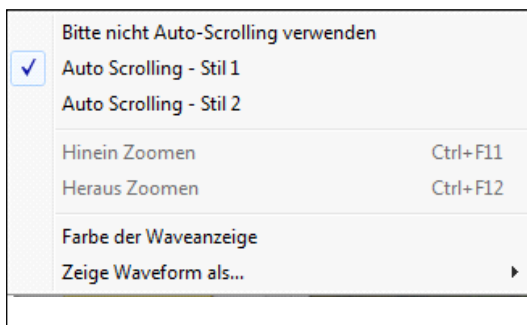 Bitte nicht Auto-Scrolling verwenden
Auto Scrolling - Stil 1
Auto Scrolling - Stil 2
Hinein Zoomen Ctrl+F11
Heraus Zoomen Ctrl+F12
Farbe der Waveanzeige
Zeige Waveform als...